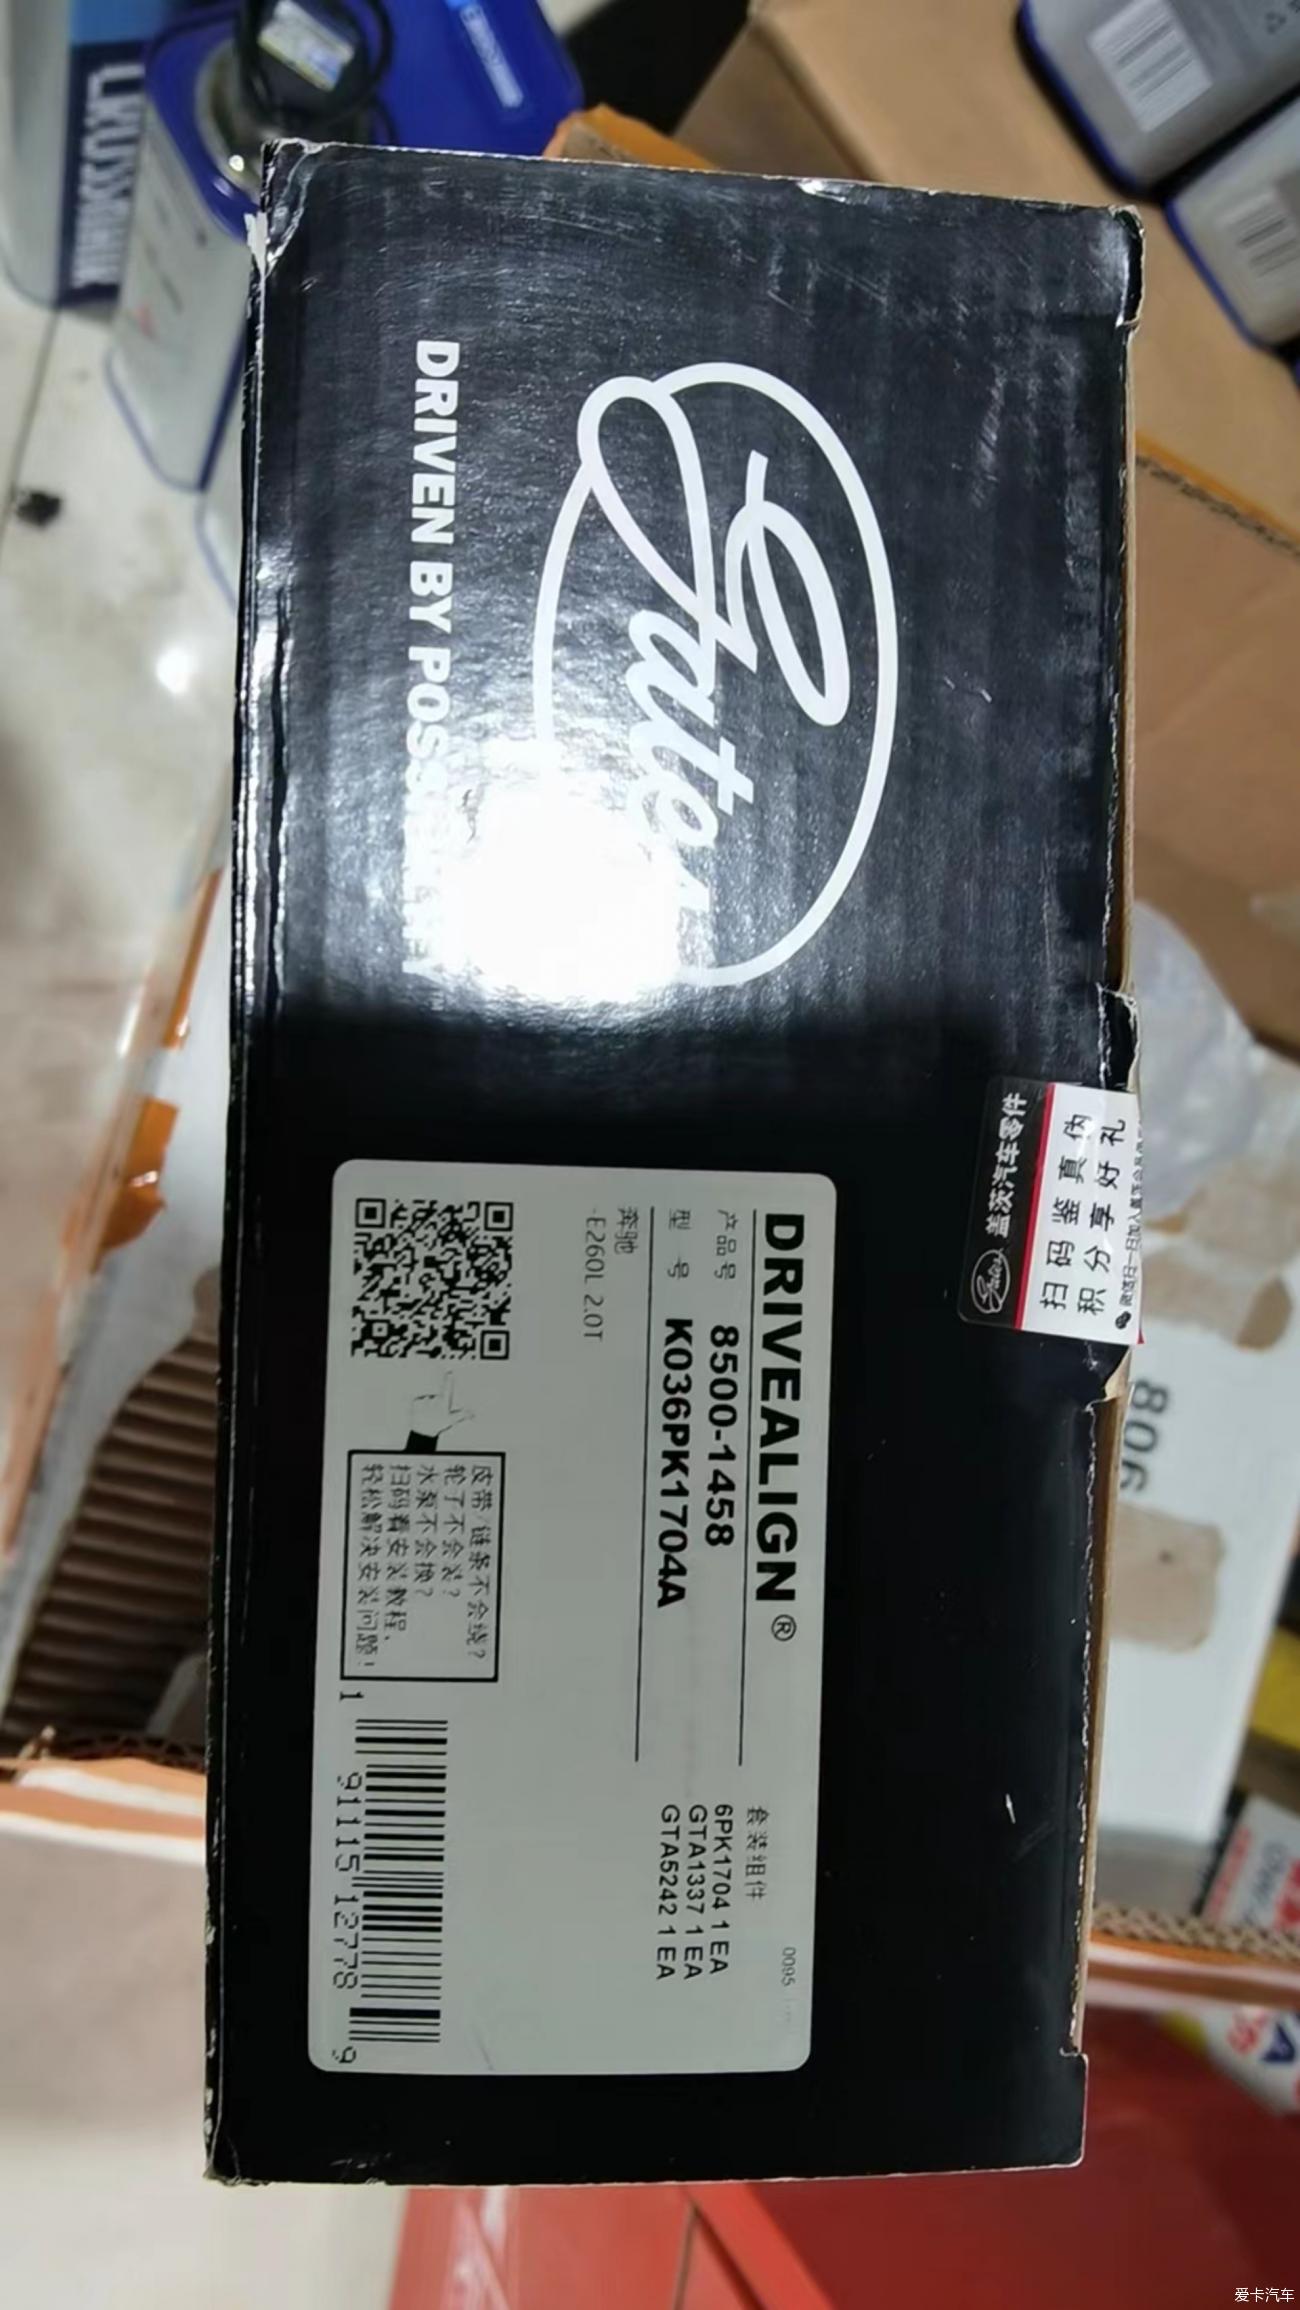 Gates
DRIVEN BY POSSIBILITY
盖茨汽车零件
扫码鉴真伪
积分享好礼
DRIVEALIGN®
产品号 8500-1458
型 号 K036PK1704A
奔驰
-E260L 2.0T
套装组件
6PK1704 1 EA
GTA1337 1 EA
GTA5242 1 EA
0095
皮带/链条不会绕?
轮子不会装?
水泵不会换?
扫码看安装教程,
轻松解决安装问题!
1 91115 12778 9
806
爱卡汽车